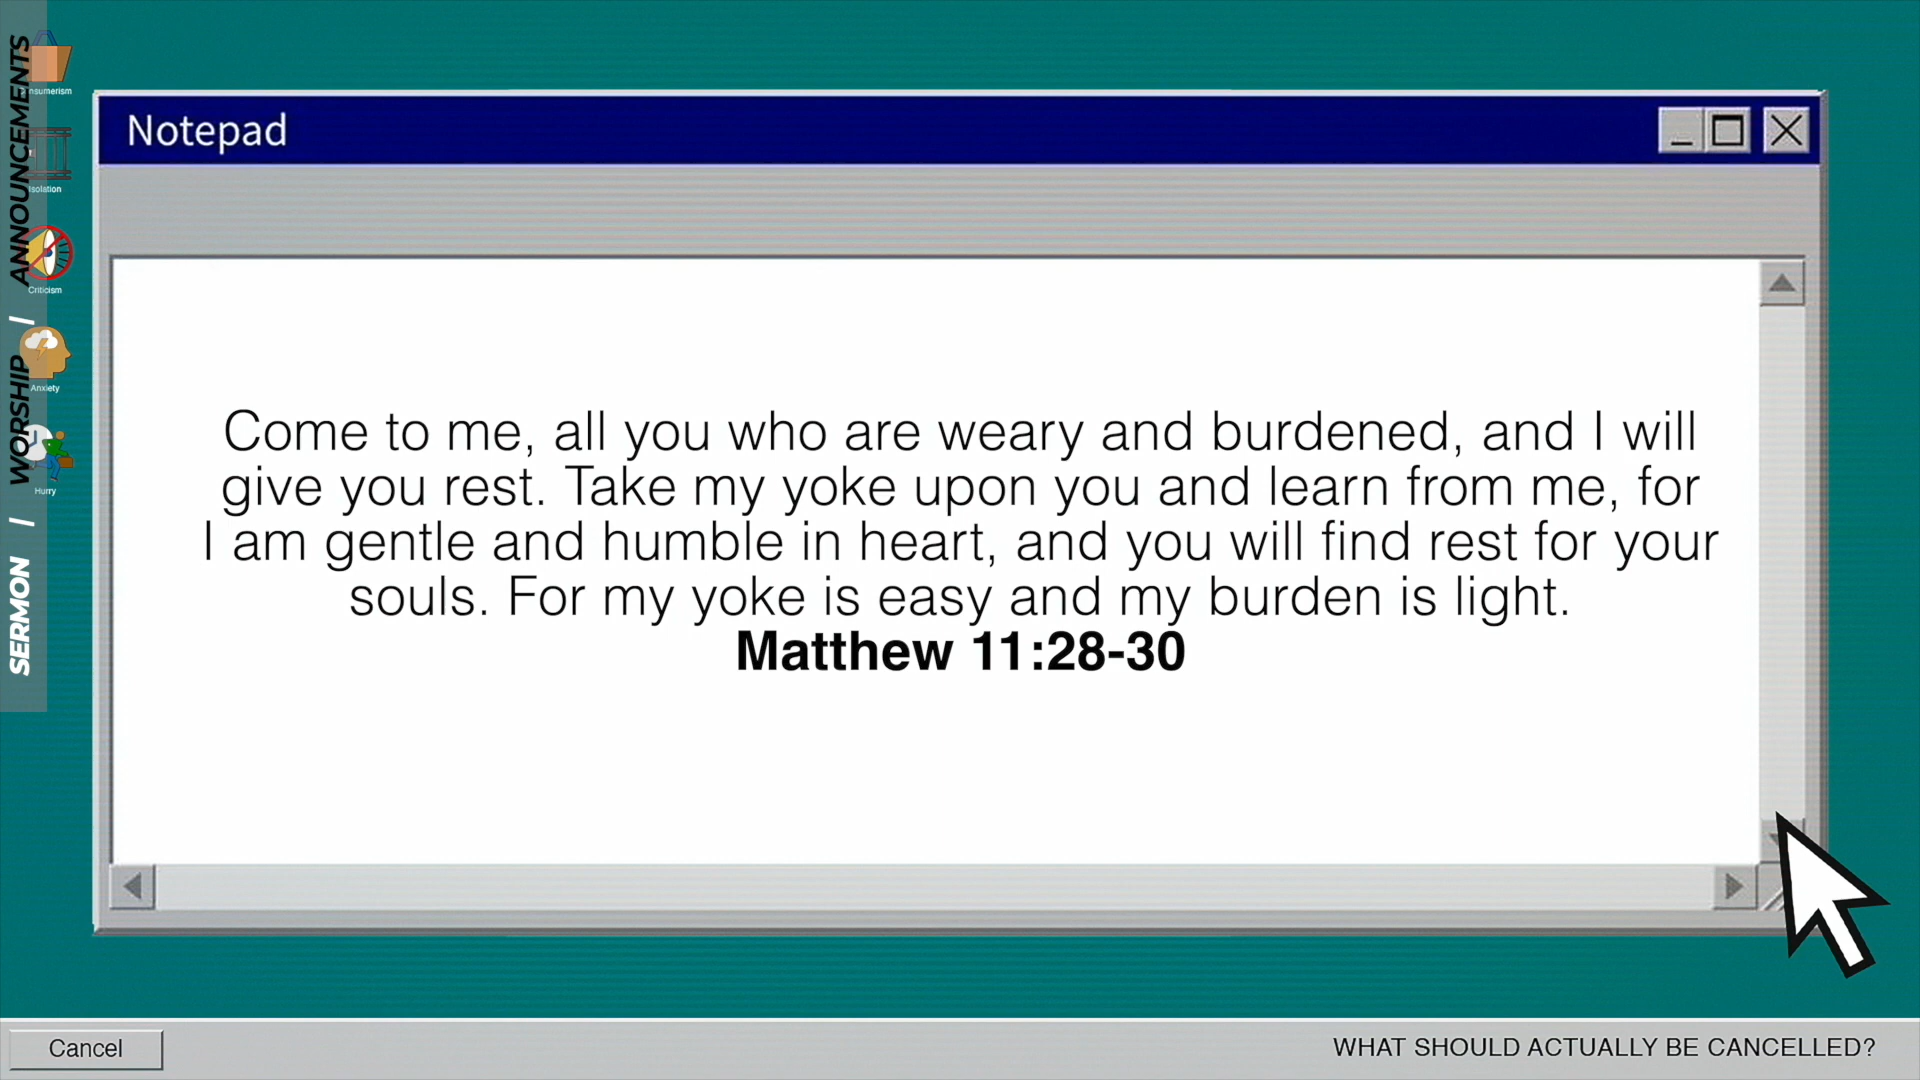 Notepad
Come to me, all you who are weary and burdened, and I will
give you rest. Take my yoke upon you and learn from me, for
I am gentle and humble in heart, and you will find rest for your
souls. For my yoke is easy and my burden is light.
Matthew 11:28-30
SERMON | WORSHIP | ANNOUNCEMENTS
Isolation
Criticism
Anxiety
Hurry
Cancel
WHAT SHOULD ACTUALLY BE CANCELLED?